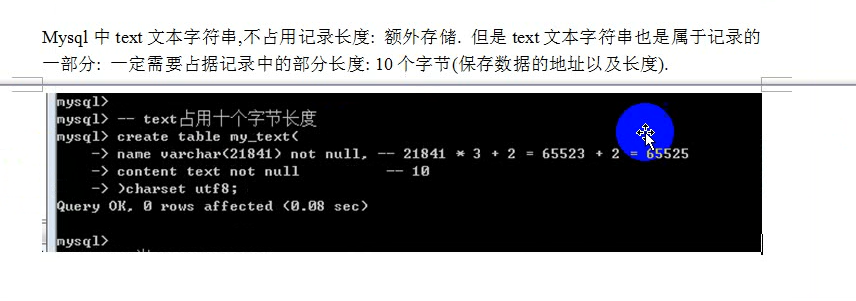 Mysql 中 text 文本字符串,不占用记录长度: 额外存储. 但是 text 文本字符串也是属于记录的
一部分: 一定需要占据记录中的部分长度: 10 个字节(保存数据的地址以及长度).
mysql>
mysql> -- text占用十个字节长度
mysql> create table my_text(
-> name varchar(21841) not null, -- 21841 * 3 + 2 = 65523 + 2 = 65525
-> content text not null -- 10
-> )charset utf8;
Query OK, 0 rows affected (0.08 sec)
mysql>